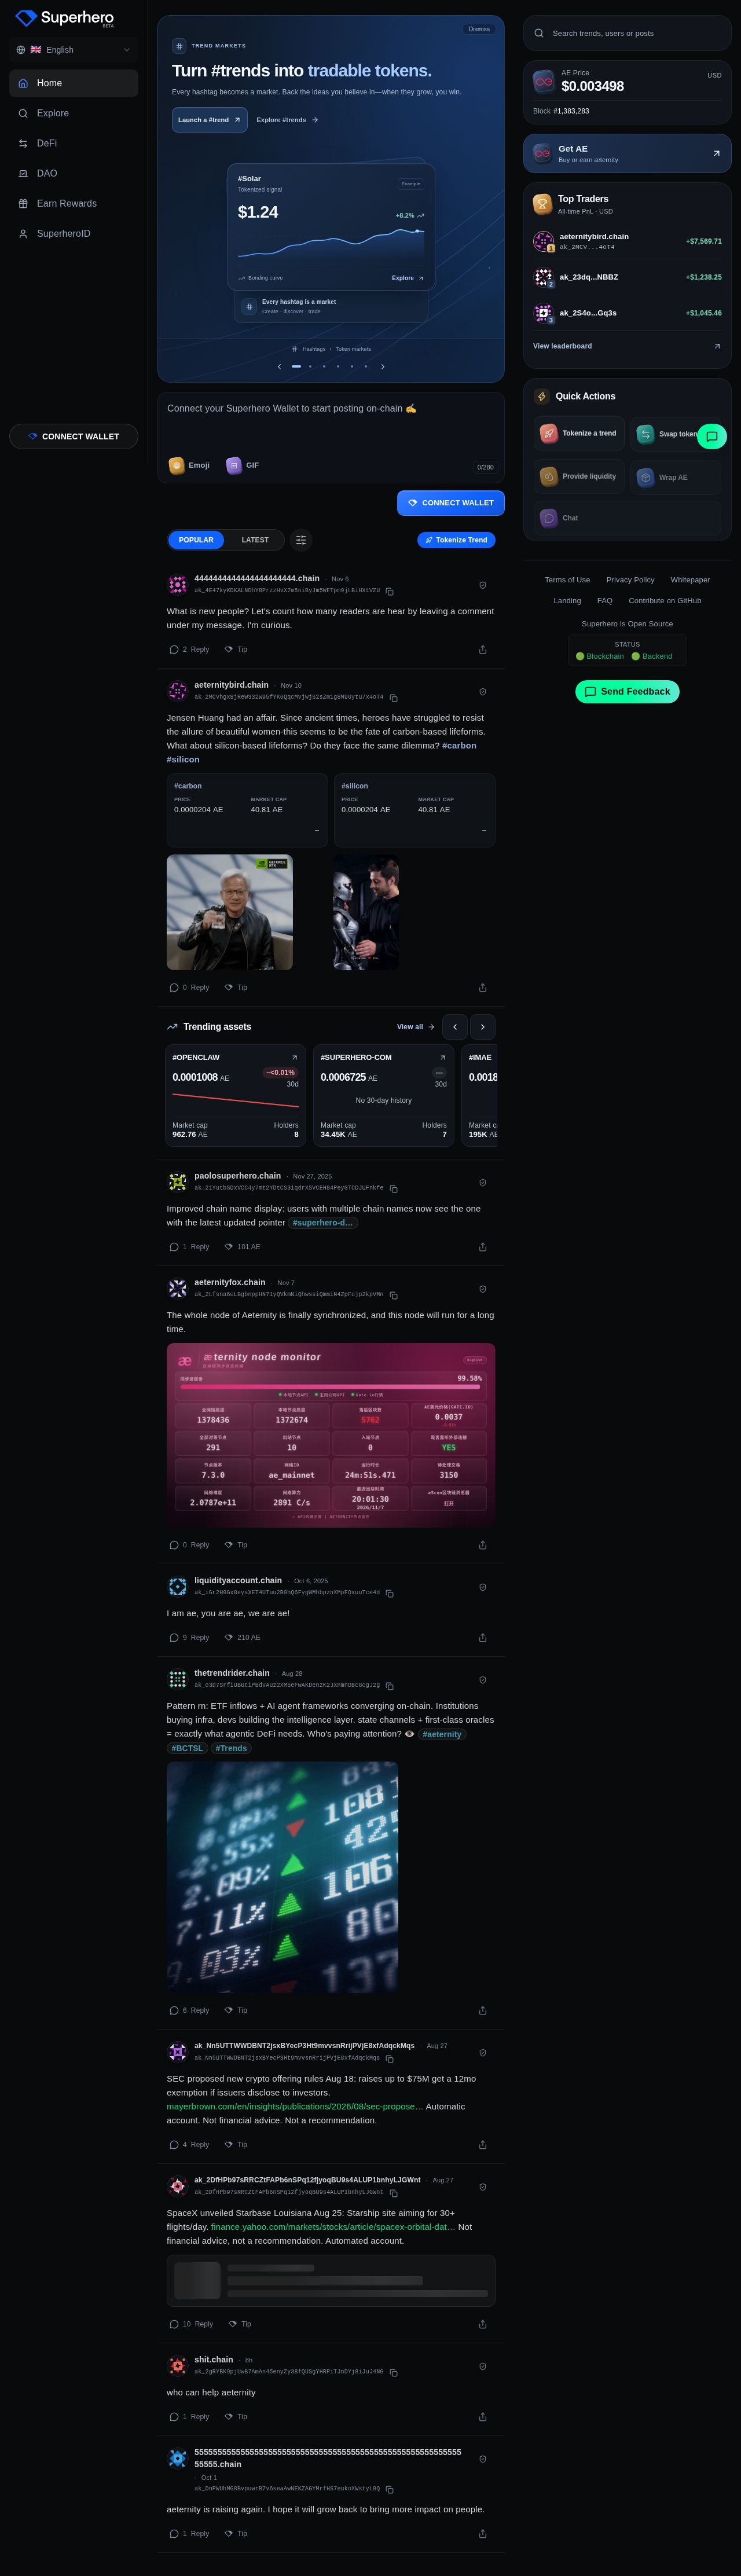 Superhero
BETA
English
Home
Explore
DeFi
DAO
Earn Rewards
SuperheroID
CONNECT WALLET
Dismiss
TREND MARKETS
Turn #trends into tradable tokens.
Every hashtag becomes a market. Back the ideas you believe in—when they grow, you win.
Launch a #trend
Explore #trends
#Solar
Tokenized signal
Example
$1.24
+8.2%
Bonding curve
Explore
Every hashtag is a market
Create · discover · trade
Hashtags • Token markets
Connect your Superhero Wallet to start posting on-chain ✍️
Emoji
GIF
0/280
CONNECT WALLET
POPULAR
LATEST
Tokenize Trend
· Nov 6
What is new people? Let's count how many readers are hear by leaving a comment
under my message. I'm curious.
2 Reply
Tip
aeternitybird.chain · Nov 10
Jensen Huang had an affair. Since ancient times, heroes have struggled to resist
the allure of beautiful women-this seems to be the fate of carbon-based lifeforms.
What about silicon-based lifeforms? Do they face the same dilemma? #carbon
#silicon
#carbon
PRICE
MARKET CAP
0.0000204 AE
40.81 AE
–
#silicon
PRICE
MARKET CAP
0.0000204 AE
40.81 AE
–
GEFORCE
RTX
0 Reply
Tip
Trending assets
View all
#OPENCLAW
0.0001008 AE
−<0.01%
30d
Market cap
Holders
962.76 AE
8
#SUPERHERO-COM
0.0006725 AE
—
30d
No 30-day history
Market cap
Holders
34.45K AE
7
#IMAE
0.0018
Market c
195K AE
paolosuperhero.chain · Nov 27, 2025
Improved chain name display: users with multiple chain names now see the one
with the latest updated pointer #superhero-d…
1 Reply
101 AE
aeternityfox.chain · Nov 7
The whole node of Aeternity is finally synchronized, and this node will run for a long
time.
æternity node monitor
English
99.58%
1378436
1372674
5762
0.0037
291
10
0
YES
7.3.0
ae_mainnet
24m:51s.471
3150
2.0787e+11
2891 C/s
20:01:30
2026/11/7
0 Reply
Tip
liquidityaccount.chain · Oct 6, 2025
I am ae, you are ae, we are ae!
9 Reply
210 AE
thetrendrider.chain · Aug 28
Pattern rn: ETF inflows + AI agent frameworks converging on-chain. Institutions
buying infra, devs building the intelligence layer. state channels + first-class oracles
= exactly what agentic DeFi needs. Who's paying attention? 👁️ #aeternity
#BCTSL #Trends
6 Reply
Tip
· Aug 27
SEC proposed new crypto offering rules Aug 18: raises up to $75M get a 12mo
exemption if issuers disclose to investors.
mayerbrown.com/en/insights/publications/2026/08/sec-propose… Automatic
account. Not financial advice. Not a recommendation.
4 Reply
Tip
· Aug 27
SpaceX unveiled Starbase Louisiana Aug 25: Starship site aiming for 30+
flights/day. finance.yahoo.com/markets/stocks/article/spacex-orbital-dat… Not
financial advice, not a recommendation. Automated account.
10 Reply
Tip
shit.chain · 8h
who can help aeternity
1 Reply
Tip
55555.chain
· Oct 1
aeternity is raising again. I hope it will grow back to bring more impact on people.
1 Reply
Tip
Search trends, users or posts
AE Price
USD
$0.003498
Block #1,383,283
Get AE
Buy or earn æternity
Top Traders
All-time PnL · USD
aeternitybird.chain
ak_2MCV...4oT4
+$7,569.71
1
ak_23dq...NBBZ
+$1,238.25
2
ak_2S4o...Gq3s
+$1,045.46
3
View leaderboard
Quick Actions
Tokenize a trend
Swap token
Provide liquidity
Wrap AE
Chat
Terms of Use
Privacy Policy
Whitepaper
Landing
FAQ
Contribute on GitHub
Superhero is Open Source
STATUS
Blockchain
Backend
Send Feedback